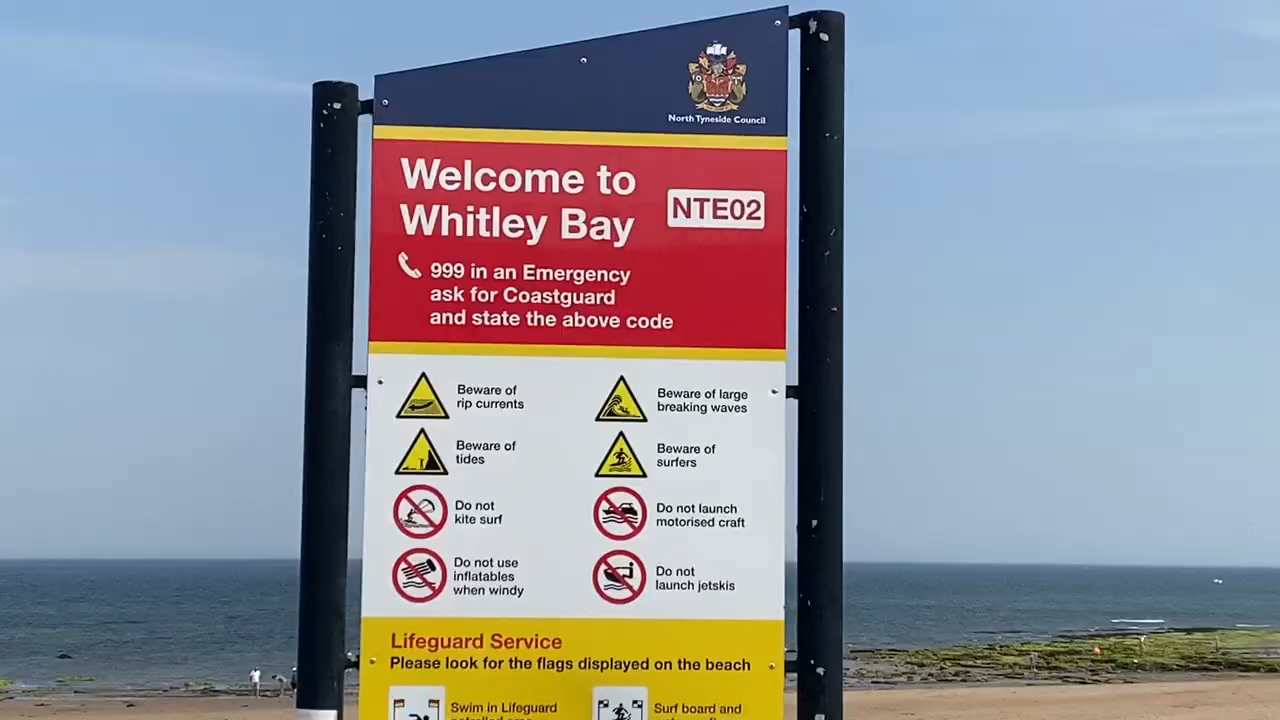 North Tyneside Council
Welcome to
Whitley Bay
NTE02
999 in an Emergency
ask for Coastguard
and state the above code
Beware of
rip currents
Beware of large
breaking waves
Beware of
tides
Beware of
surfers
Do not
kite surf
Do not launch
motorised craft
Do not use
inflatables
when windy
Do not
launch jetskis
Lifeguard Service
Please look for the flags displayed on the beach
Swim in Lifeguard
Surf board and